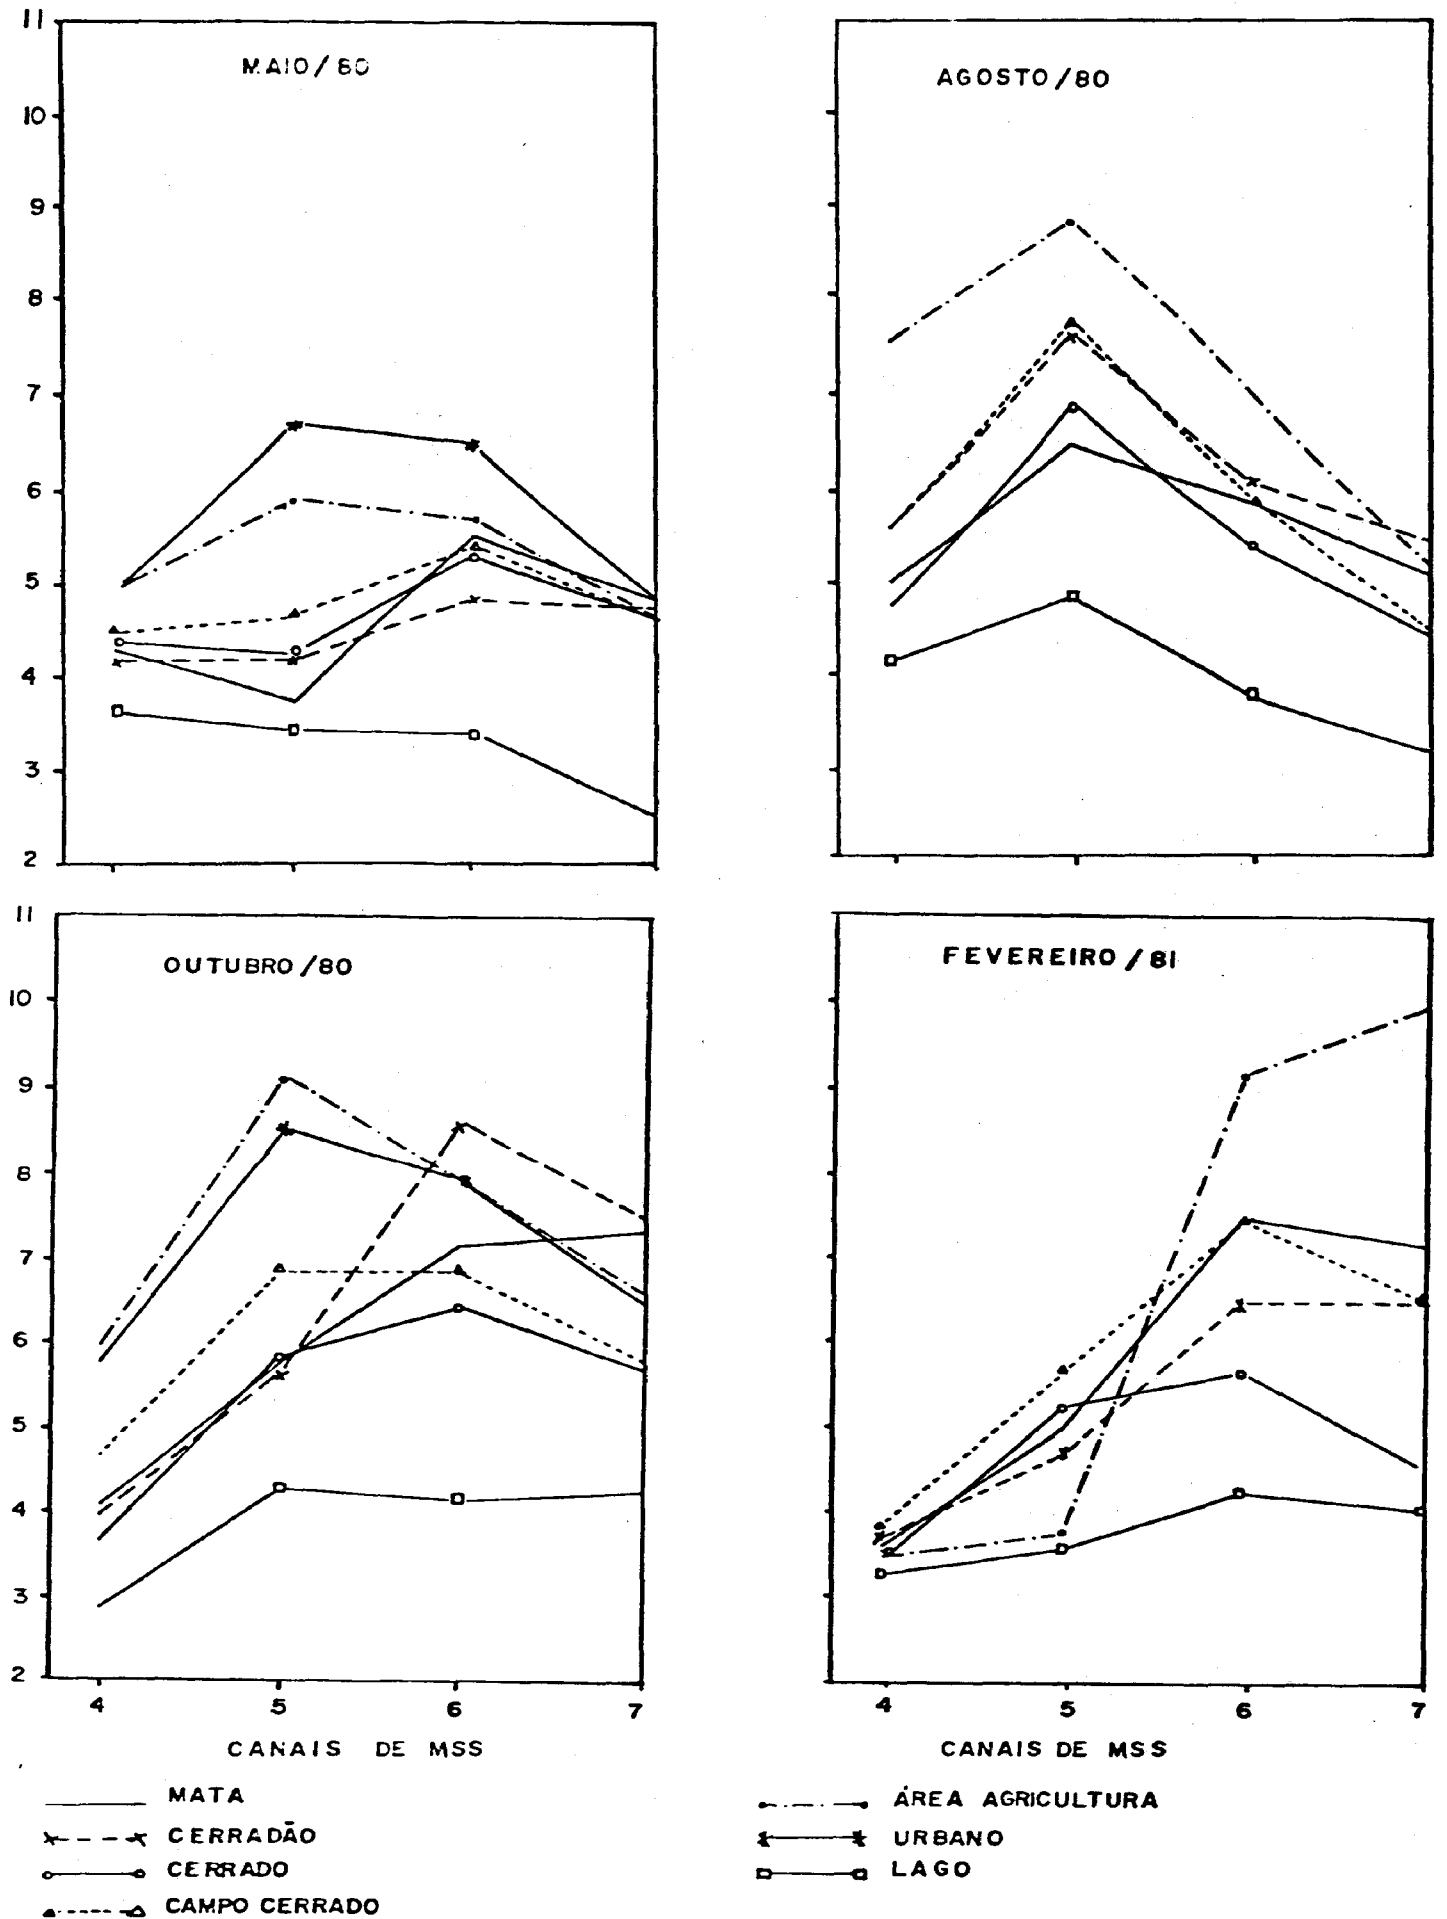 11
MAIO/80
10
9
8
7
6
5
4
3
2
AGOSTO/80
11
OUTUBRO/80
10
9
8
7
6
5
4
3
2
4 5 6 7
CANAIS DE MSS
FEVEREIRO/81
4 5 6 7
CANAIS DE MSS
MATA
CERRADÃO
CERRADO
CAMPO CERRADO
ÁREA AGRICULTURA
URBANO
LAGO